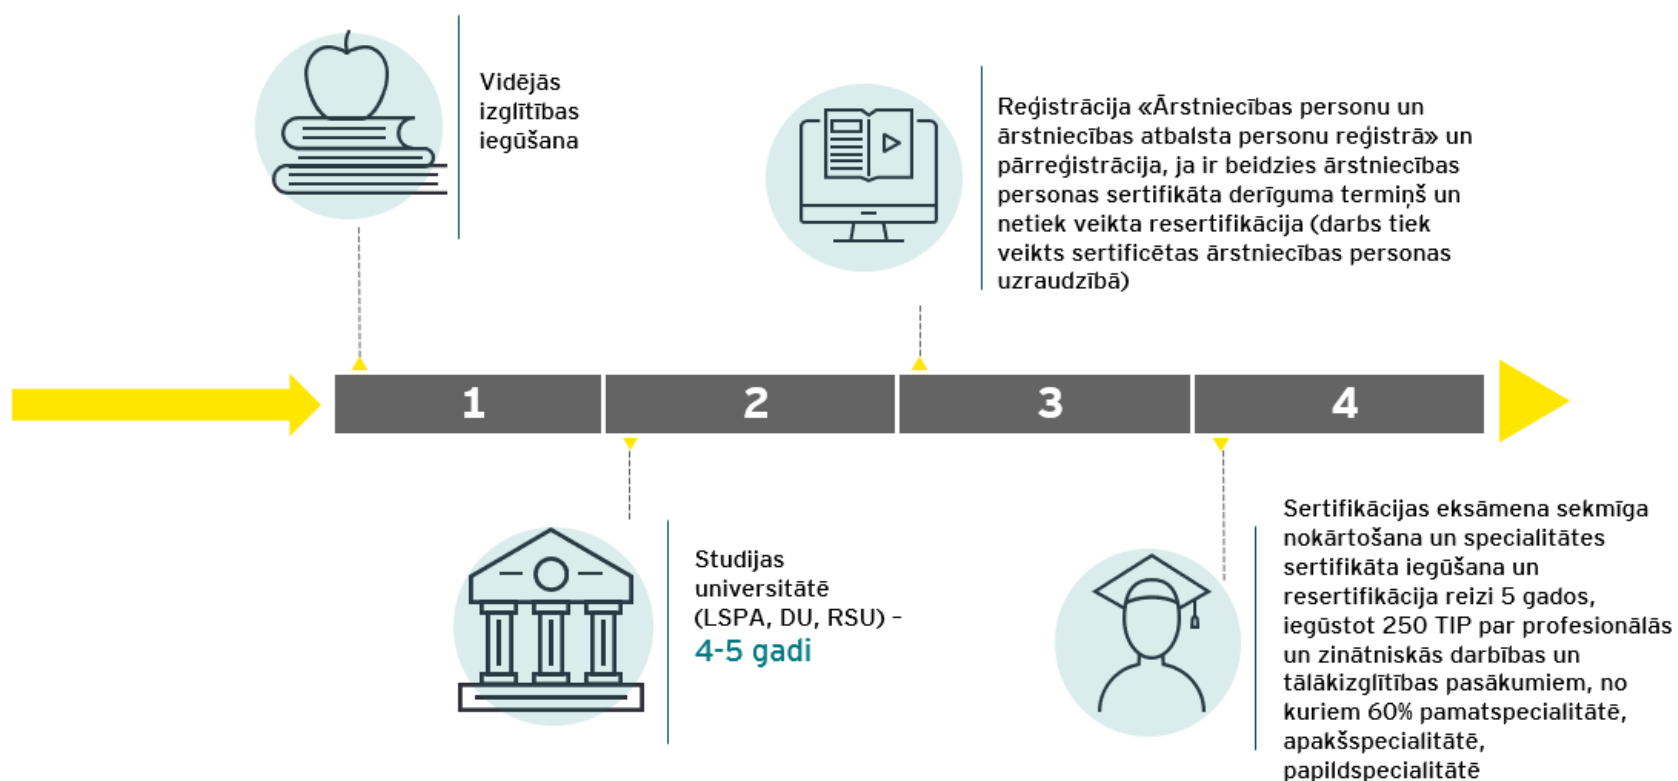 Vidējās
izglītības
iegūšana
Reģistrācija «Ārstniecības personu un
ārstniecības atbalsta personu reģistrā» un
pārreģistrācija, ja ir beidzies ārstniecības
personas sertifikāta derīguma termiņš un
netiek veikta resertifikācija (darbs tiek
veikts sertificētas ārstniecības personas
uzraudzībā)
1
2
3
4
Studijas
universitātē
(LSPA, DU, RSU) –
4-5 gadi
Sertifikācijas eksāmena sekmīga
nokārtošana un specialitātes
sertifikāta iegūšana un
resertifikācija reizi 5 gados,
iegūstot 250 TIP par profesionālās
un zinātniskās darbības un
tālākizglītības pasākumiem, no
kuriem 60% pamatspecialitātē,
apakšspecialitātē,
papildspecialitātē